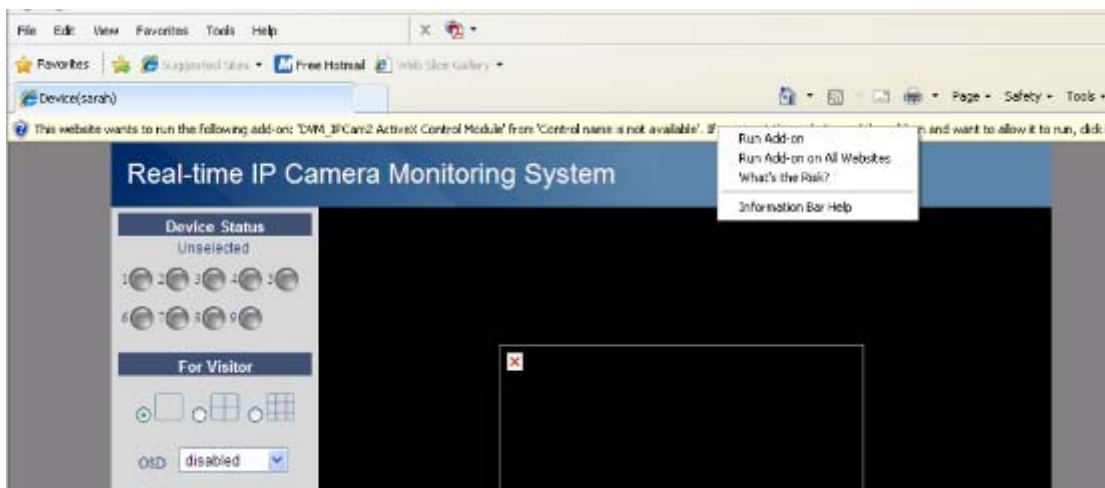 File Edit View Favorites Tools Help
Favorites Suggested Sites Free Hotmail Web Slice Gallery
Device(sarah)
Page Safety Tools
This website wants to run the following add-on: 'DVM_IPCam2 ActiveX Control Module' from 'Control name is not available'. If and want to allow it to run, click
Run Add-on
Run Add-on on All Websites
What's the Risk?
Information Bar Help
Real-time IP Camera Monitoring System
Device Status
Unselected
1 2 3 4 5
6 7 8 9
For Visitor
OSD disabled